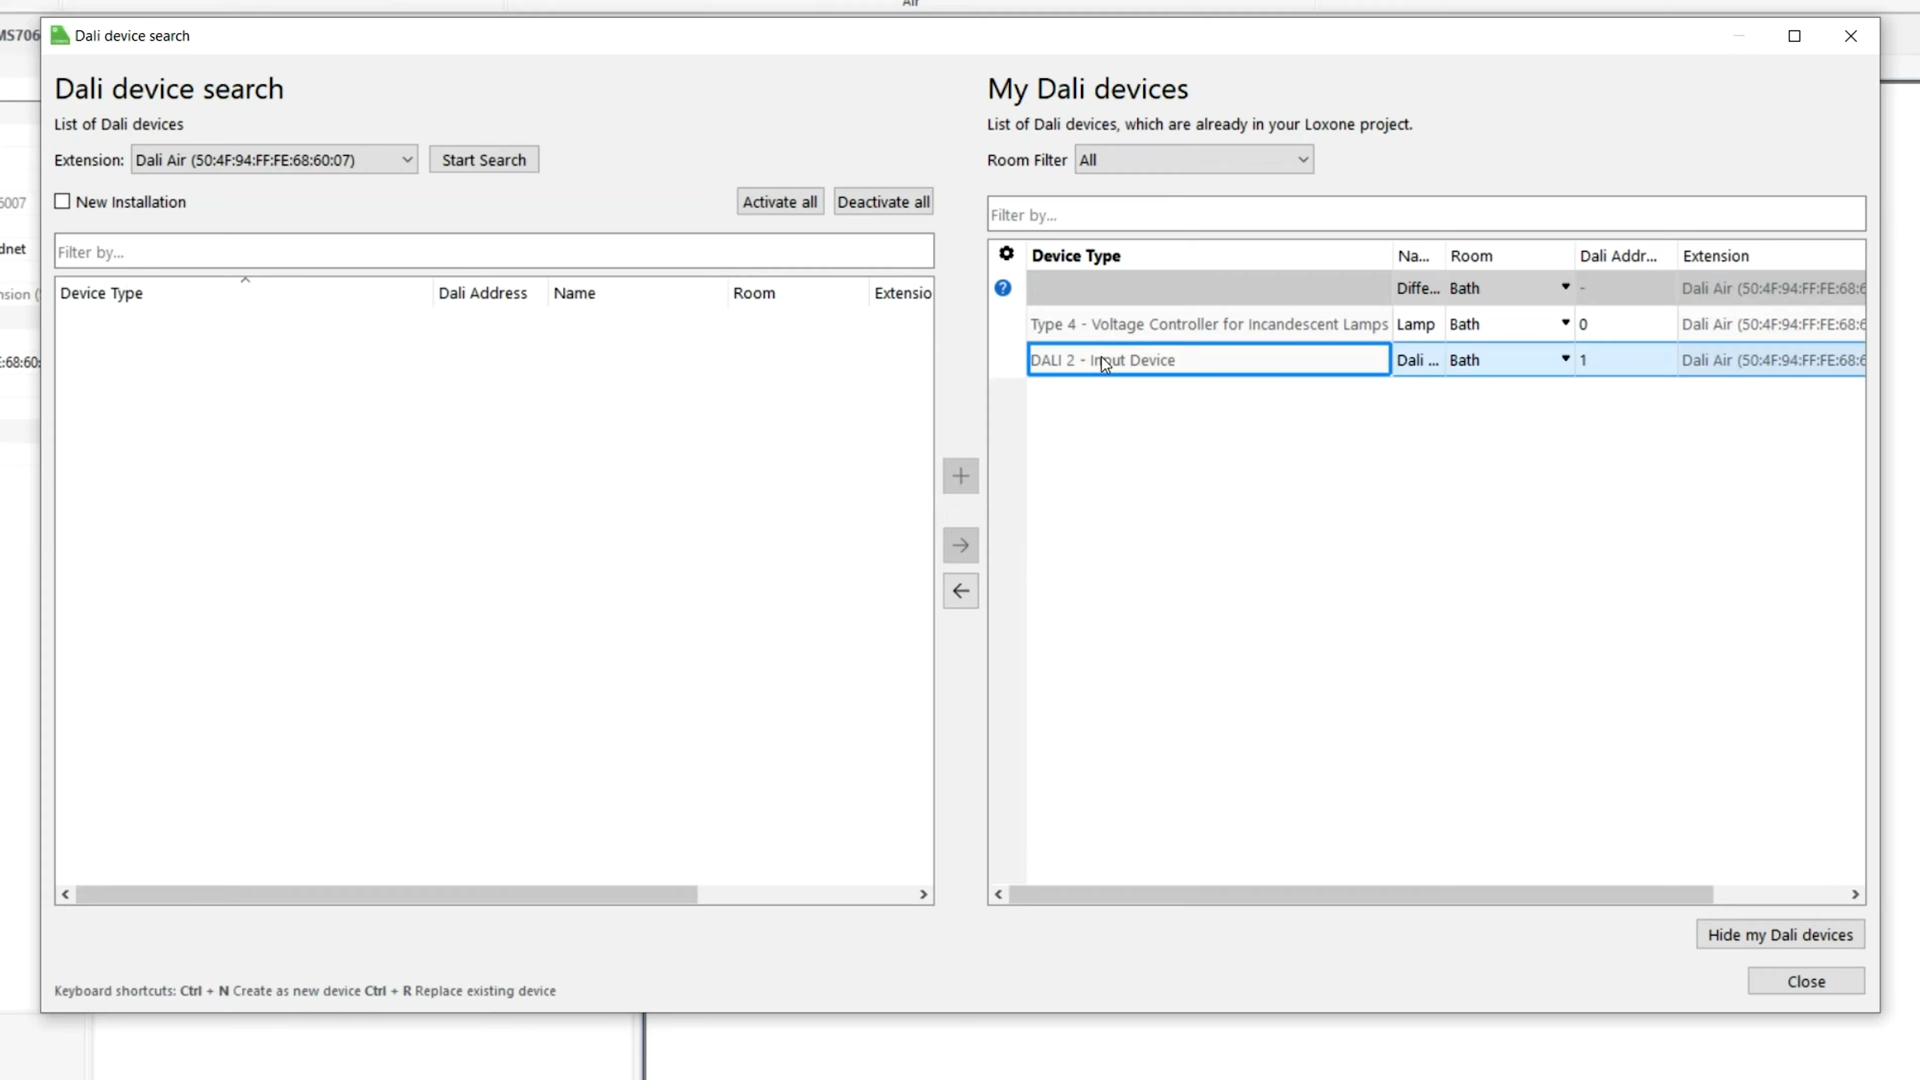 Air
MS706
Dali device search
Dali device search
My Dali devices
List of Dali devices
List of Dali devices, which are already in your Loxone project.
Extension: Dali Air (50:4F:94:FF:FE:68:60:07) Start Search
Room Filter All
New Installation Activate all Deactivate all
6007
Filter by...
dnet
Filter by...
Device Type Na... Room Dali Addr... Extension
Diffe... Bath - Dali Air (50:4F:94:FF:FE:68:6
nsion (
Device Type Dali Address Name Room Extensio
Type 4 - Voltage Controller for Incandescent Lamps Lamp Bath 0 Dali Air (50:4F:94:FF:FE:68:6
:68:60:
DALI 2 - Input Device Dali ... Bath 1 Dali Air (50:4F:94:FF:FE:68:6
Hide my Dali devices
Close
Keyboard shortcuts: Ctrl + N Create as new device Ctrl + R Replace existing device